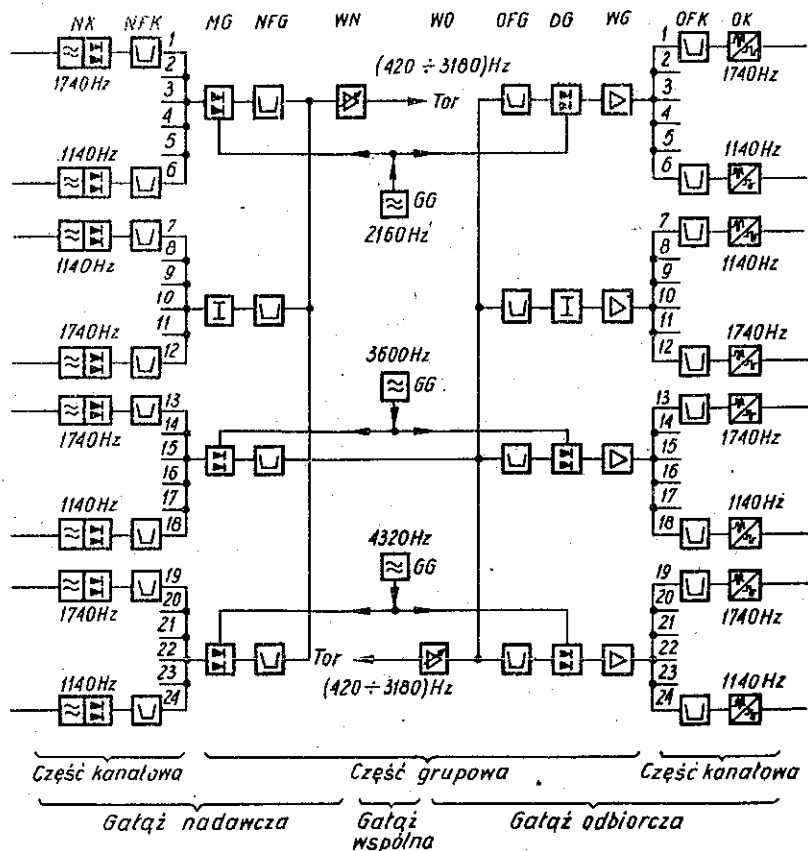 NK NFK MG NFG WN WO OFG DG WG OFK OK
1
2
3
4
5
6
1740Hz
1140Hz
(420 ÷ 3180)Hz
Tor
GG
2160Hz
1
2
3
4
5
6
1740Hz
1140Hz
7
8
9
10
11
12
1140Hz
1740Hz
I
I
7
8
9
10
11
12
1140Hz
1740Hz
13
14
15
16
17
18
1740Hz
1140Hz
3600Hz
GG
13
14
15
16
17
18
1740Hz
1140Hz
19
20
21
22
23
24
1740Hz
1140Hz
4320Hz
GG
Tor
(420÷3180)Hz
19
20
21
22
23
24
1740Hz
1140Hz
Część kanałowa Część grupowa Część kanałowa
Gałąź nadawcza Gałąź wspólna Gałąź odbiorcza